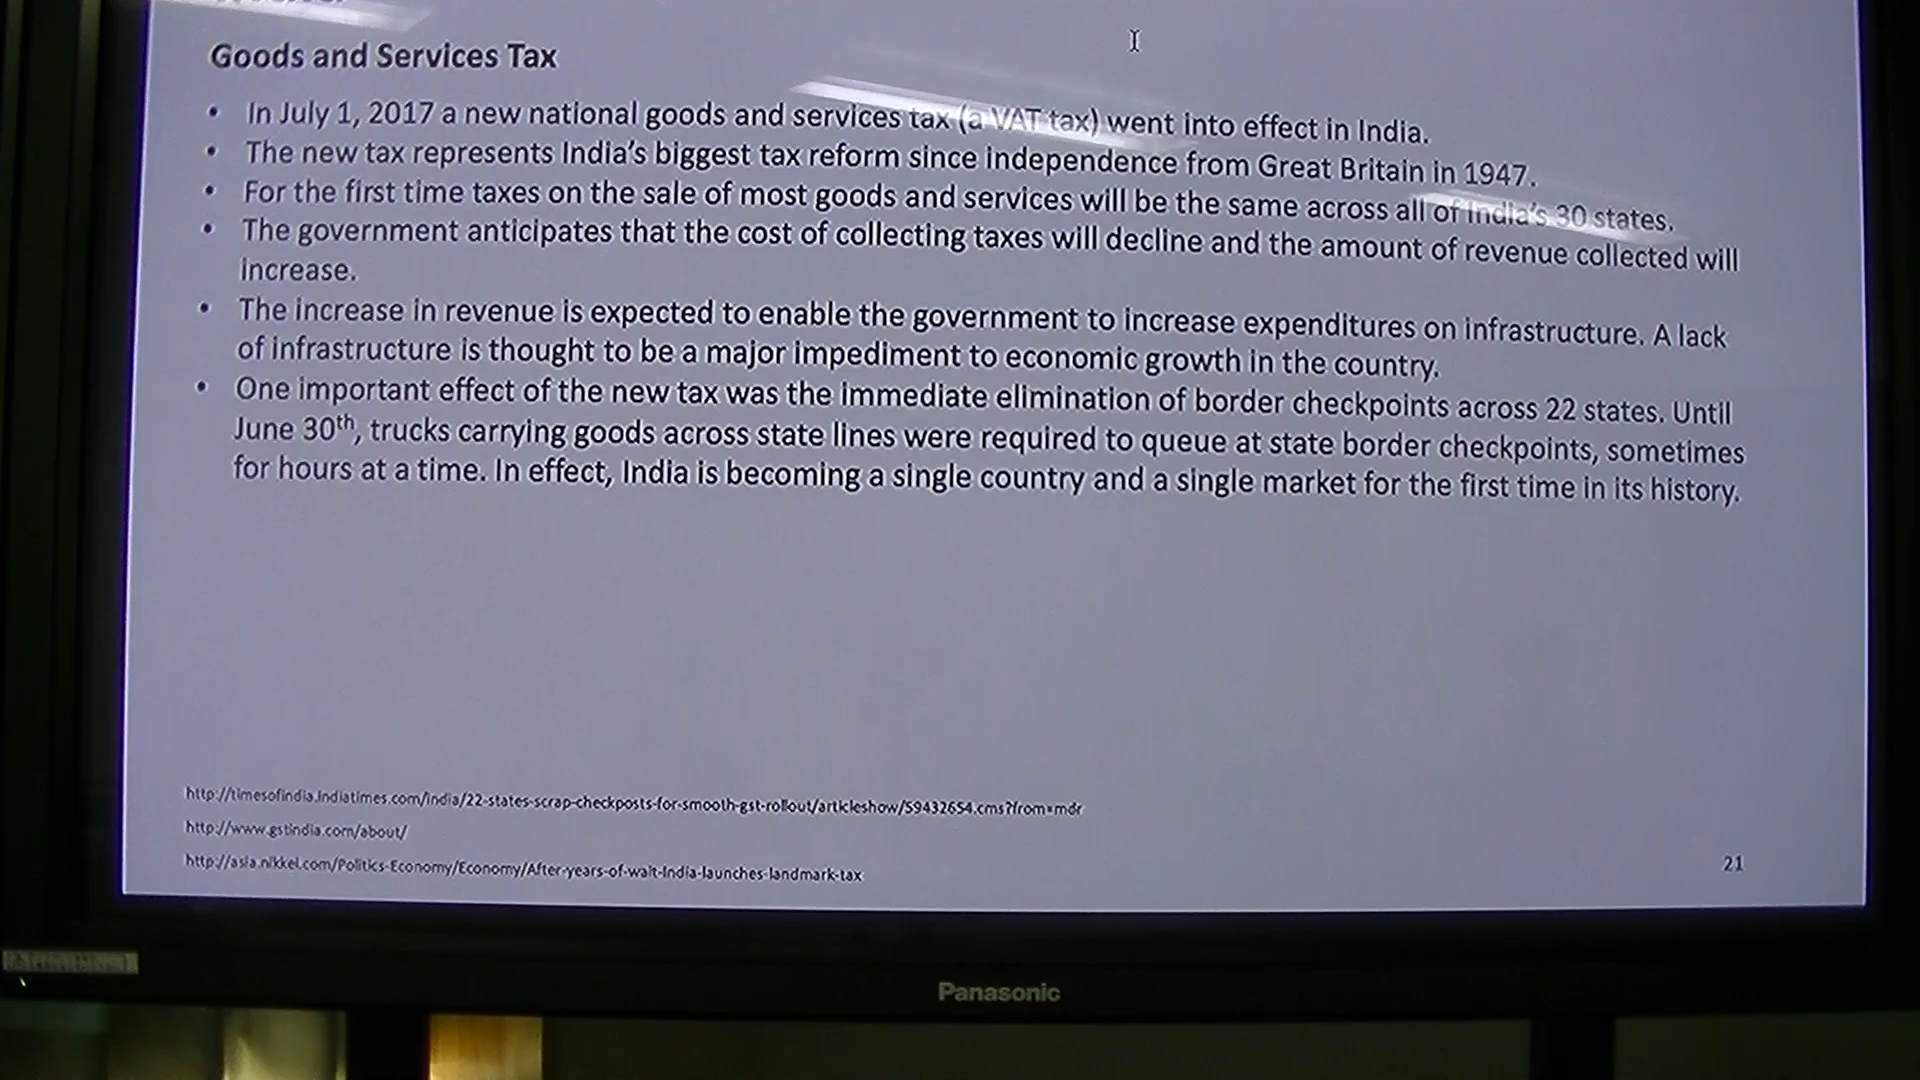 Goods and Services Tax
• In July 1, 2017 a new national goods and services tax (a VAT tax) went into effect in India.
• The new tax represents India's biggest tax reform since independence from Great Britain in 1947.
• For the first time taxes on the sale of most goods and services will be the same across all of India's 30 states.
• The government anticipates that the cost of collecting taxes will decline and the amount of revenue collected will
increase.
• The increase in revenue is expected to enable the government to increase expenditures on infrastructure. A lack
of infrastructure is thought to be a major impediment to economic growth in the country.
• One important effect of the new tax was the immediate elimination of border checkpoints across 22 states. Until
June 30th, trucks carrying goods across state lines were required to queue at state border checkpoints, sometimes
for hours at a time. In effect, India is becoming a single country and a single market for the first time in its history.
http://timesofindia.indiatimes.com/india/22-states-scrap-checkposts-for-smooth-gst-rollout/articleshow/59432654.cms?from=mdr
http://www.gstindia.com/about/
http://asia.nikkei.com/Politics-Economy/Economy/After-years-of-wait-India-launches-landmark-tax
21
Panasonic